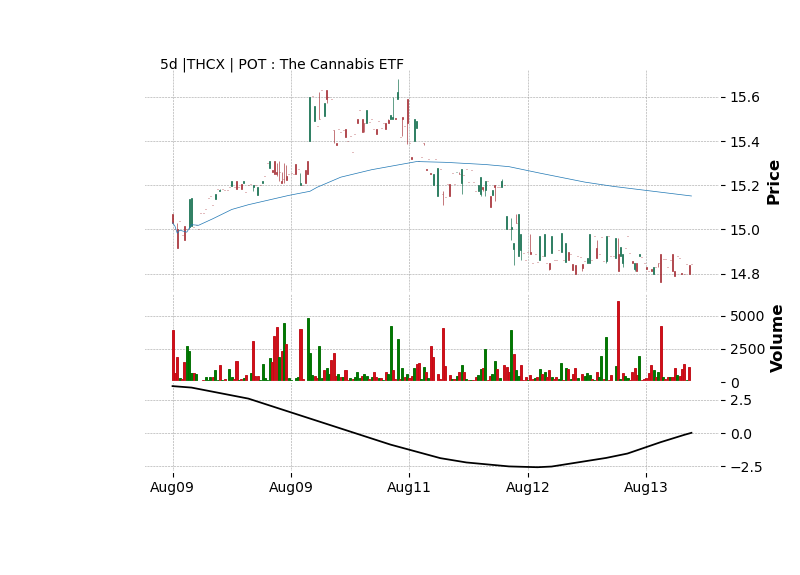 5d |THCX | POT : The Cannabis ETF
15.6
15.4
15.2
15.0
14.8
Price
5000
2500
0
Volume
2.5
0.0
−2.5
Aug09
Aug09
Aug11
Aug12
Aug13